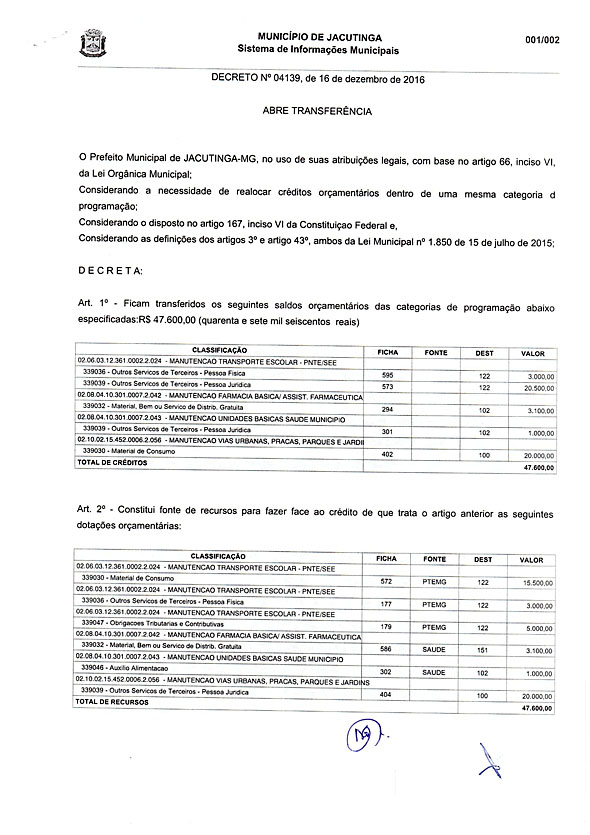 MUNICÍPIO DE JACUTINGA
Sistema de Informações Municipais
001/002
DECRETO Nº 04139, de 16 de dezembro de 2016
ABRE TRANSFERÊNCIA
O Prefeito Municipal de JACUTINGA-MG, no uso de suas atribuições legais, com base no artigo 66, inciso VI,
da Lei Orgânica Municipal;
Considerando a necessidade de realocar créditos orçamentários dentro de uma mesma categoria d
programação;
Considerando o disposto no artigo 167, inciso VI da Constituiçao Federal e,
Considerando as definições dos artigos 3º e artigo 43º, ambos da Lei Municipal nº 1.850 de 15 de julho de 2015;
D E C R E T A:
Art. 1º - Ficam transferidos os seguintes saldos orçamentários das categorias de programação abaixo
especificadas:R$ 47.600,00 (quarenta e sete mil seiscentos reais)
CLASSIFICAÇÃO FICHA FONTE DEST VALOR
02.06.03.12.361.0002.2.024 - MANUTENCAO TRANSPORTE ESCOLAR - PNTE/SEE
339036 - Outros Servicos de Terceiros - Pessoa Fisica 595 122 3.000,00
339039 - Outros Servicos de Terceiros - Pessoa Juridica 573 122 20.500,00
02.08.04.10.301.0007.2.042 - MANUTENCAO FARMACIA BASICA/ ASSIST. FARMACEUTICA
339032 - Material, Bem ou Servico de Distrib. Gratuita 294 102 3.100,00
02.08.04.10.301.0007.2.043 - MANUTENCAO UNIDADES BASICAS SAUDE MUNICIPIO
339039 - Outros Servicos de Terceiros - Pessoa Juridica 301 102 1.000,00
02.10.02.15.452.0006.2.056 - MANUTENCAO VIAS URBANAS, PRACAS, PARQUES E JARDIN
339030 - Material de Consumo 402 100 20.000,00
TOTAL DE CRÉDITOS 47.600,00
Art. 2º - Constitui fonte de recursos para fazer face ao crédito de que trata o artigo anterior as seguintes
dotações orçamentárias:
CLASSIFICAÇÃO FICHA FONTE DEST VALOR
02.06.03.12.361.0002.2.024 - MANUTENCAO TRANSPORTE ESCOLAR - PNTE/SEE
339030 - Material de Consumo 572 PTEMG 122 15.500,00
02.06.03.12.361.0002.2.024 - MANUTENCAO TRANSPORTE ESCOLAR - PNTE/SEE
339036 - Outros Servicos de Terceiros - Pessoa Fisica 177 PTEMG 122 3.000,00
02.06.03.12.361.0002.2.024 - MANUTENCAO TRANSPORTE ESCOLAR - PNTE/SEE
339047 - Obrigacoes Tributarias e Contributivas 179 PTEMG 122 5.000,00
02.08.04.10.301.0007.2.042 - MANUTENCAO FARMACIA BASICA/ ASSIST. FARMACEUTICA
339032 - Material, Bem ou Servico de Distrib. Gratuita 586 SAUDE 151 3.100,00
02.08.04.10.301.0007.2.043 - MANUTENCAO UNIDADES BASICAS SAUDE MUNICIPIO
339046 - Auxilio Alimentacao 302 SAUDE 102 1.000,00
02.10.02.15.452.0006.2.056 - MANUTENCAO VIAS URBANAS, PRACAS, PARQUES E JARDINS
339039 - Outros Servicos de Terceiros - Pessoa Juridica 404 100 20.000,00
TOTAL DE RECURSOS 47.600,00